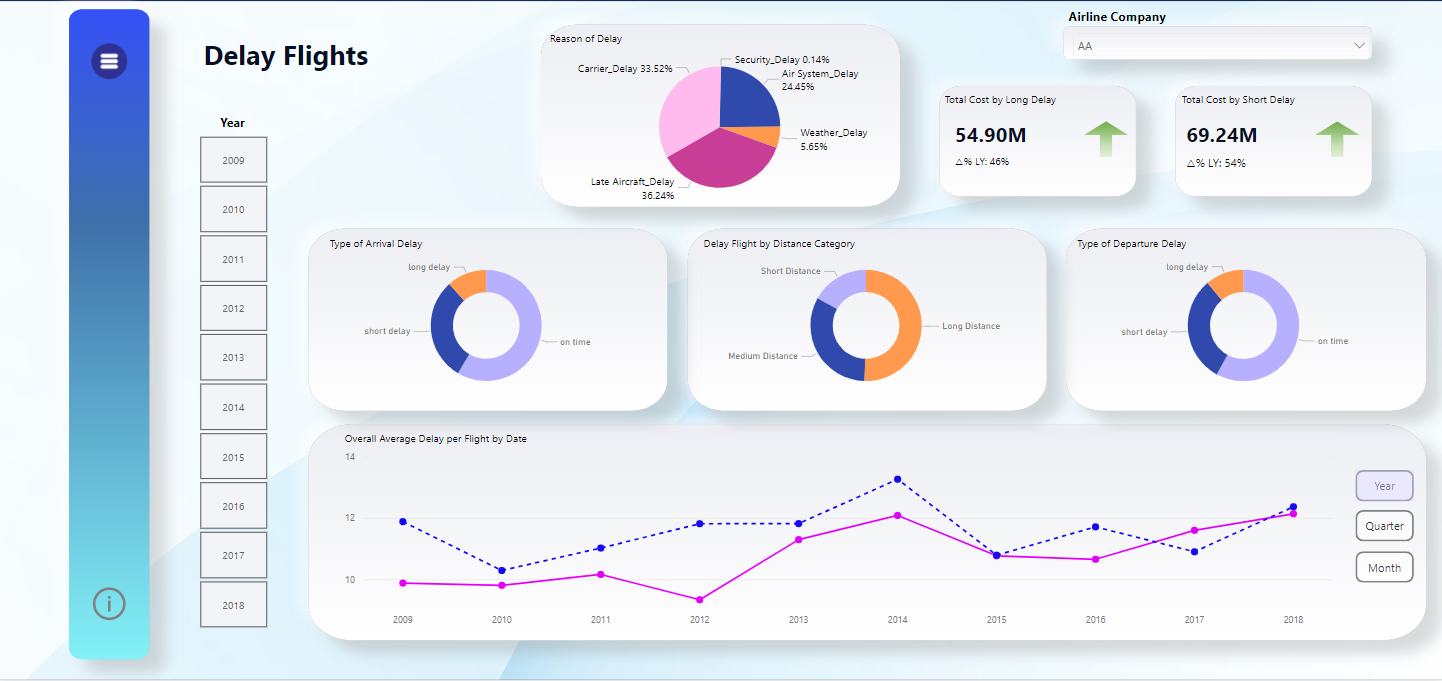 Delay Flights
Year
2009
2010
2011
2012
2013
2014
2015
2016
2017
2018
Reason of Delay
Security_Delay 0.14%
Carrier_Delay 33.52%
Air System_Delay
24.45%
Weather_Delay
5.65%
Late Aircraft_Delay
36.24%
Airline Company
AA
Total Cost by Long Delay
54.90M
△% LY: 46%
Total Cost by Short Delay
69.24M
△% LY: 54%
Type of Arrival Delay
long delay
short delay
on time
Delay Flight by Distance Category
Short Distance
Long Distance
Medium Distance
Type of Departure Delay
long delay
short delay
on time
Overall Average Delay per Flight by Date
14
12
10
2009 2010 2011 2012 2013 2014 2015 2016 2017 2018
Year
Quarter
Month
i